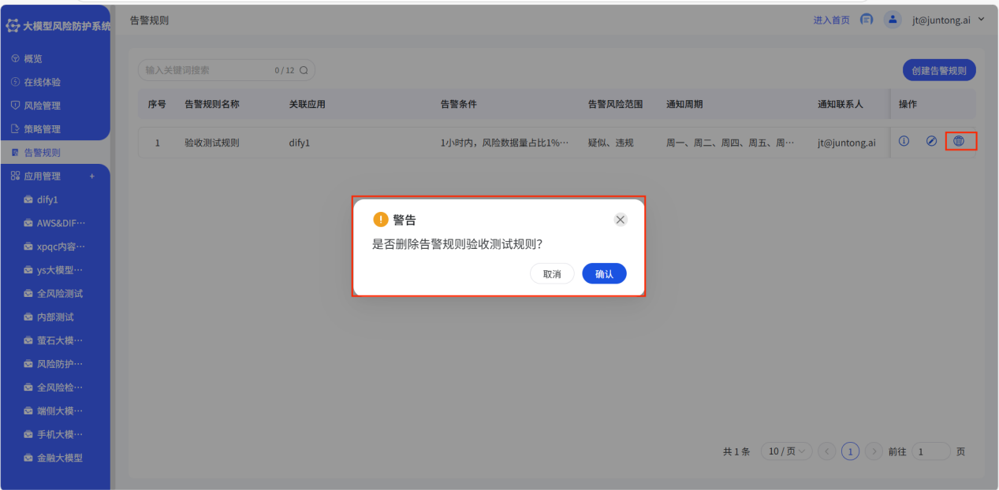 大模型风险防护系统
告警规则
进入首页
jt@juntong.ai
概览
在线体验
风险管理
策略管理
告警规则
应用管理 +
dify1
AWS&DIF…
xpqc内容…
ys大模型…
全风险测试
内部测试
萤石大模…
风险防护…
全风险检…
端侧大模…
手机大模…
金融大模型
输入关键词搜索 0 / 12
创建告警规则
序号 告警规则名称 关联应用 告警条件 告警风险范围 通知周期 通知联系人 操作
1 验收测试规则 dify1 1小时内，风险数据量占比1%… 疑似、违规 周一、周二、周四、周五、周… jt@juntong.ai
警告
是否删除告警规则验收测试规则？
取消 确认
共 1 条 10 / 页 1 前往 1 页